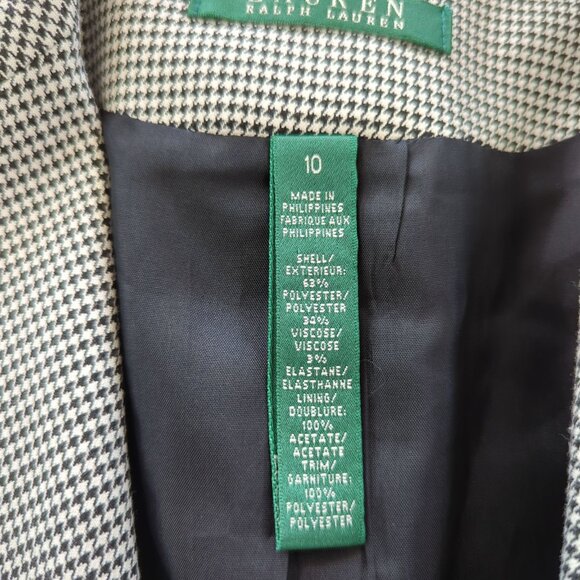 LAUREN
RALPH LAUREN
10
MADE IN
PHILIPPINES
FABRIQUE AUX
PHILIPPINES
SHELL/
EXTERIEUR:
63%
POLYESTER/
POLYESTER
34%
VISCOSE/
VISCOSE
3%
ELASTANE/
ELASTHANNE
LINING/
DOUBLURE:
100%
ACETATE/
ACETATE
TRIM/
GARNITURE:
100%
POLYESTER/
POLYESTER